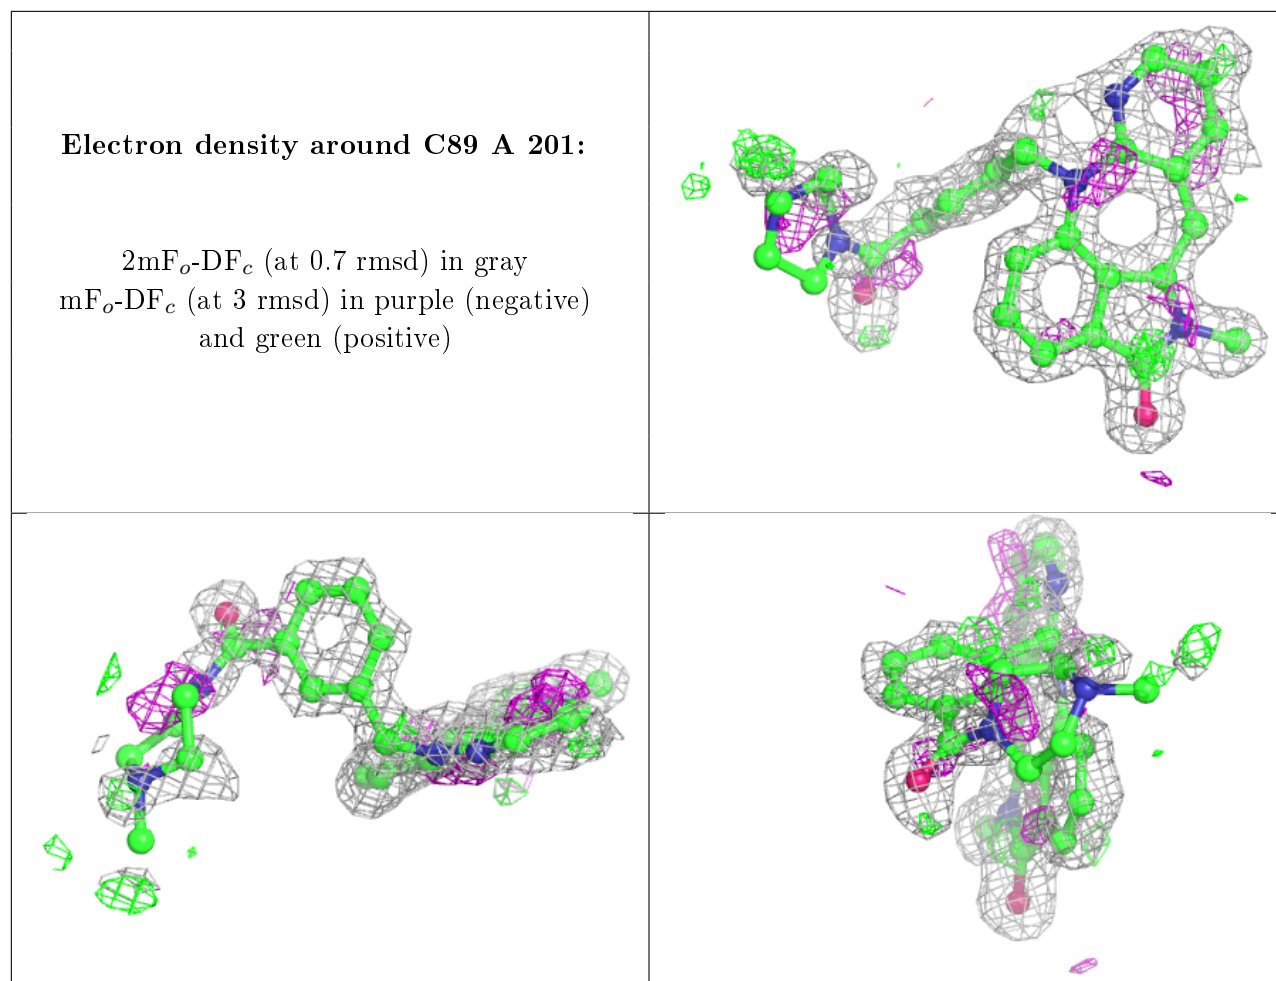 Electron density around C89 A 201:
2mFo-DFc (at 0.7 rmsd) in gray
mFo-DFc (at 3 rmsd) in purple (negative)
and green (positive)